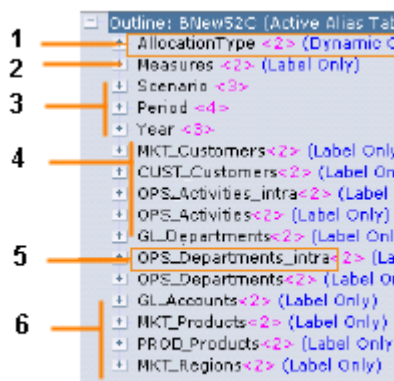 Outline: BNew52C (Active Alias Tab
1 AllocationType <2> (Dynamic C
2 Measures <2> (Label Only)
3 Scenario <3>
Period <4>
Year <3>
4 MKT_Customers<2> (Label Only
CUST_Customers<2> (Label On
OPS_Activities_intra<2> (Label
OPS_Activities<2> (Label Only)
GL_Departments<2> (Label Onl
5 OPS_Departments_intra<2> (La
OPS_Departments<2> (Label O
6 GL_Accounts<2> (Label Only)
MKT_Products<2> (Label Only)
PROD_Products<2> (Label Only
MKT_Regions<2> (Label Only)